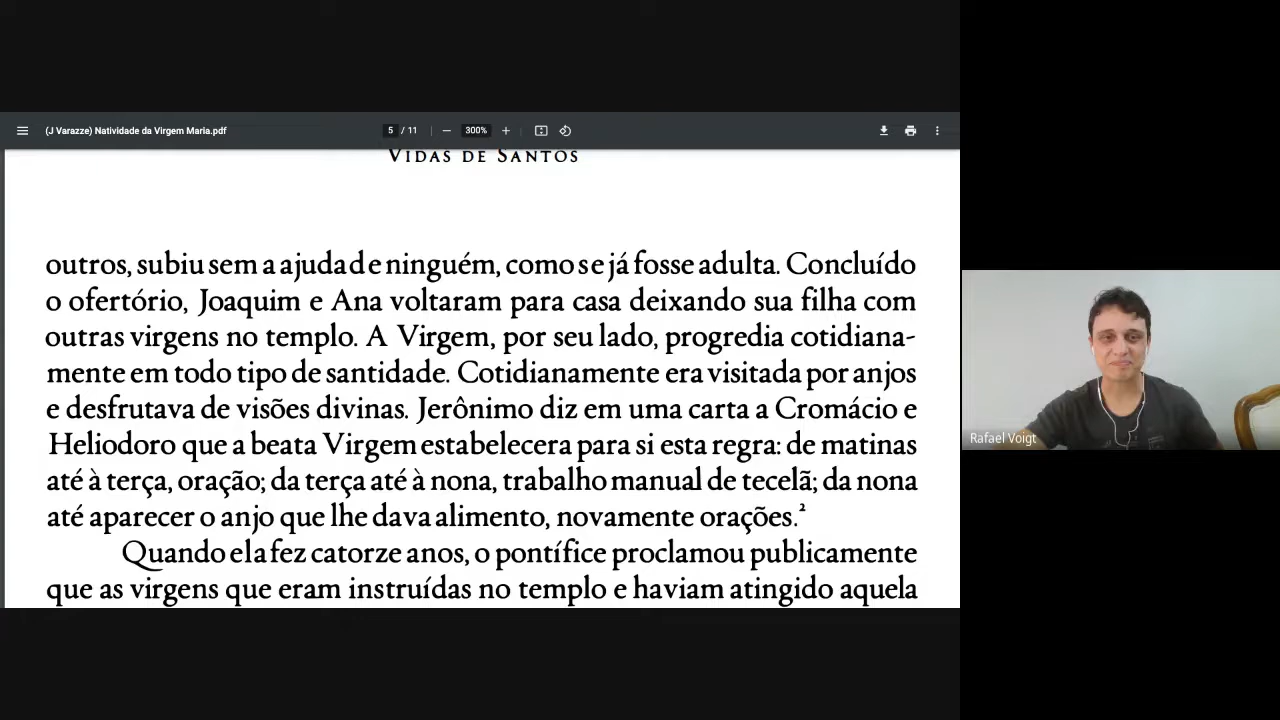 (J Varazze) Natividade da Virgem Maria.pdf
5 / 11
300%
VIDAS DE SANTOS
outros, subiu sem a ajuda de ninguém, como se já fosse adulta. Concluído
o ofertório, Joaquim e Ana voltaram para casa deixando sua filha com
outras virgens no templo. A Virgem, por seu lado, progredia cotidiana-
mente em todo tipo de santidade. Cotidianamente era visitada por anjos
e desfrutava de visões divinas. Jerônimo diz em uma carta a Cromácio e
Heliodoro que a beata Virgem estabelecera para si esta regra: de matinas
até à terça, oração; da terça até à nona, trabalho manual de tecelã; da nona
até aparecer o anjo que lhe dava alimento, novamente orações.²
Quando ela fez catorze anos, o pontífice proclamou publicamente
que as virgens que eram instruídas no templo e haviam atingido aquela
Rafael Voigt